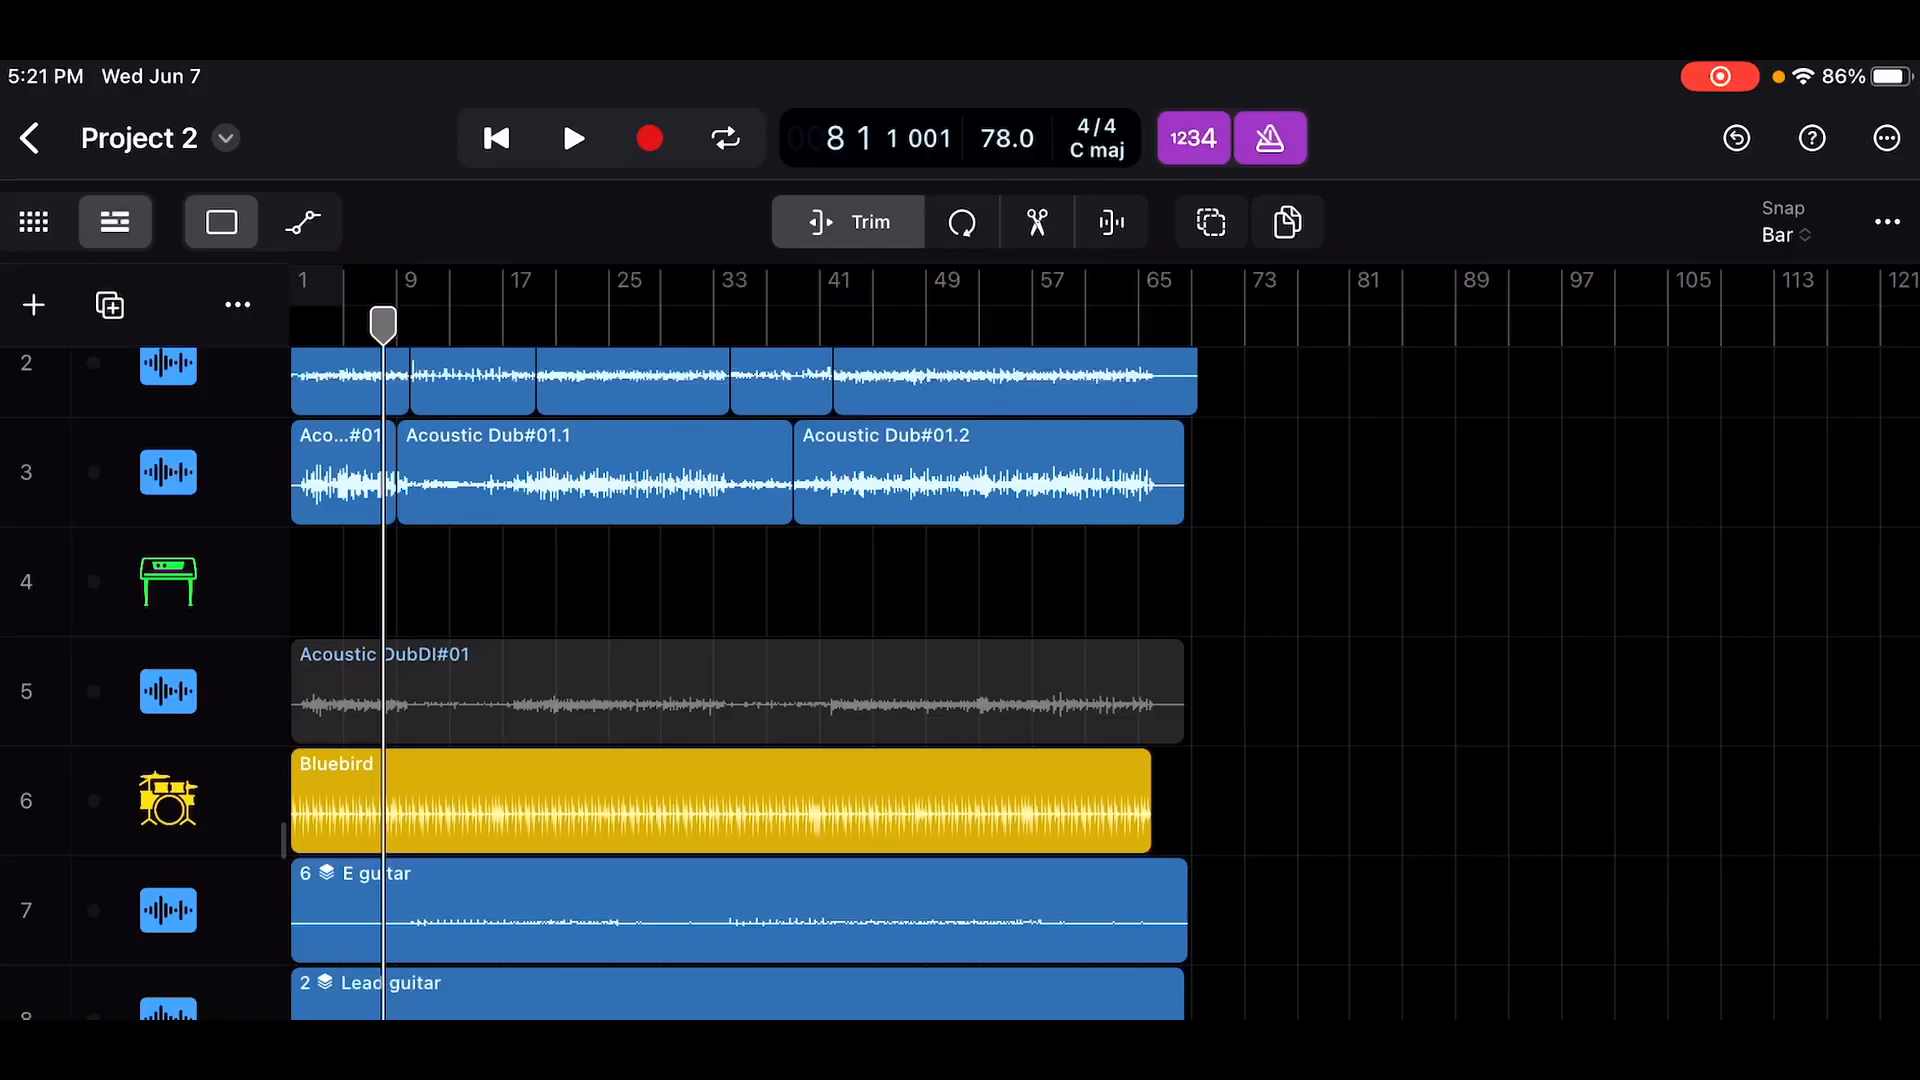 5:21 PM Wed Jun 7
86%
Project 2
8 1 1 001
78.0
4/4
C maj
1234
Trim
Snap
Bar
1 9 17 25 33 41 49 57 65 73 81 89 97 105 113 121
2
3
Aco...#01
Acoustic Dub#01.1
Acoustic Dub#01.2
4
5
Acoustic DubDI#01
6
Bluebird
7
6 E guitar
8
2 Lead guitar